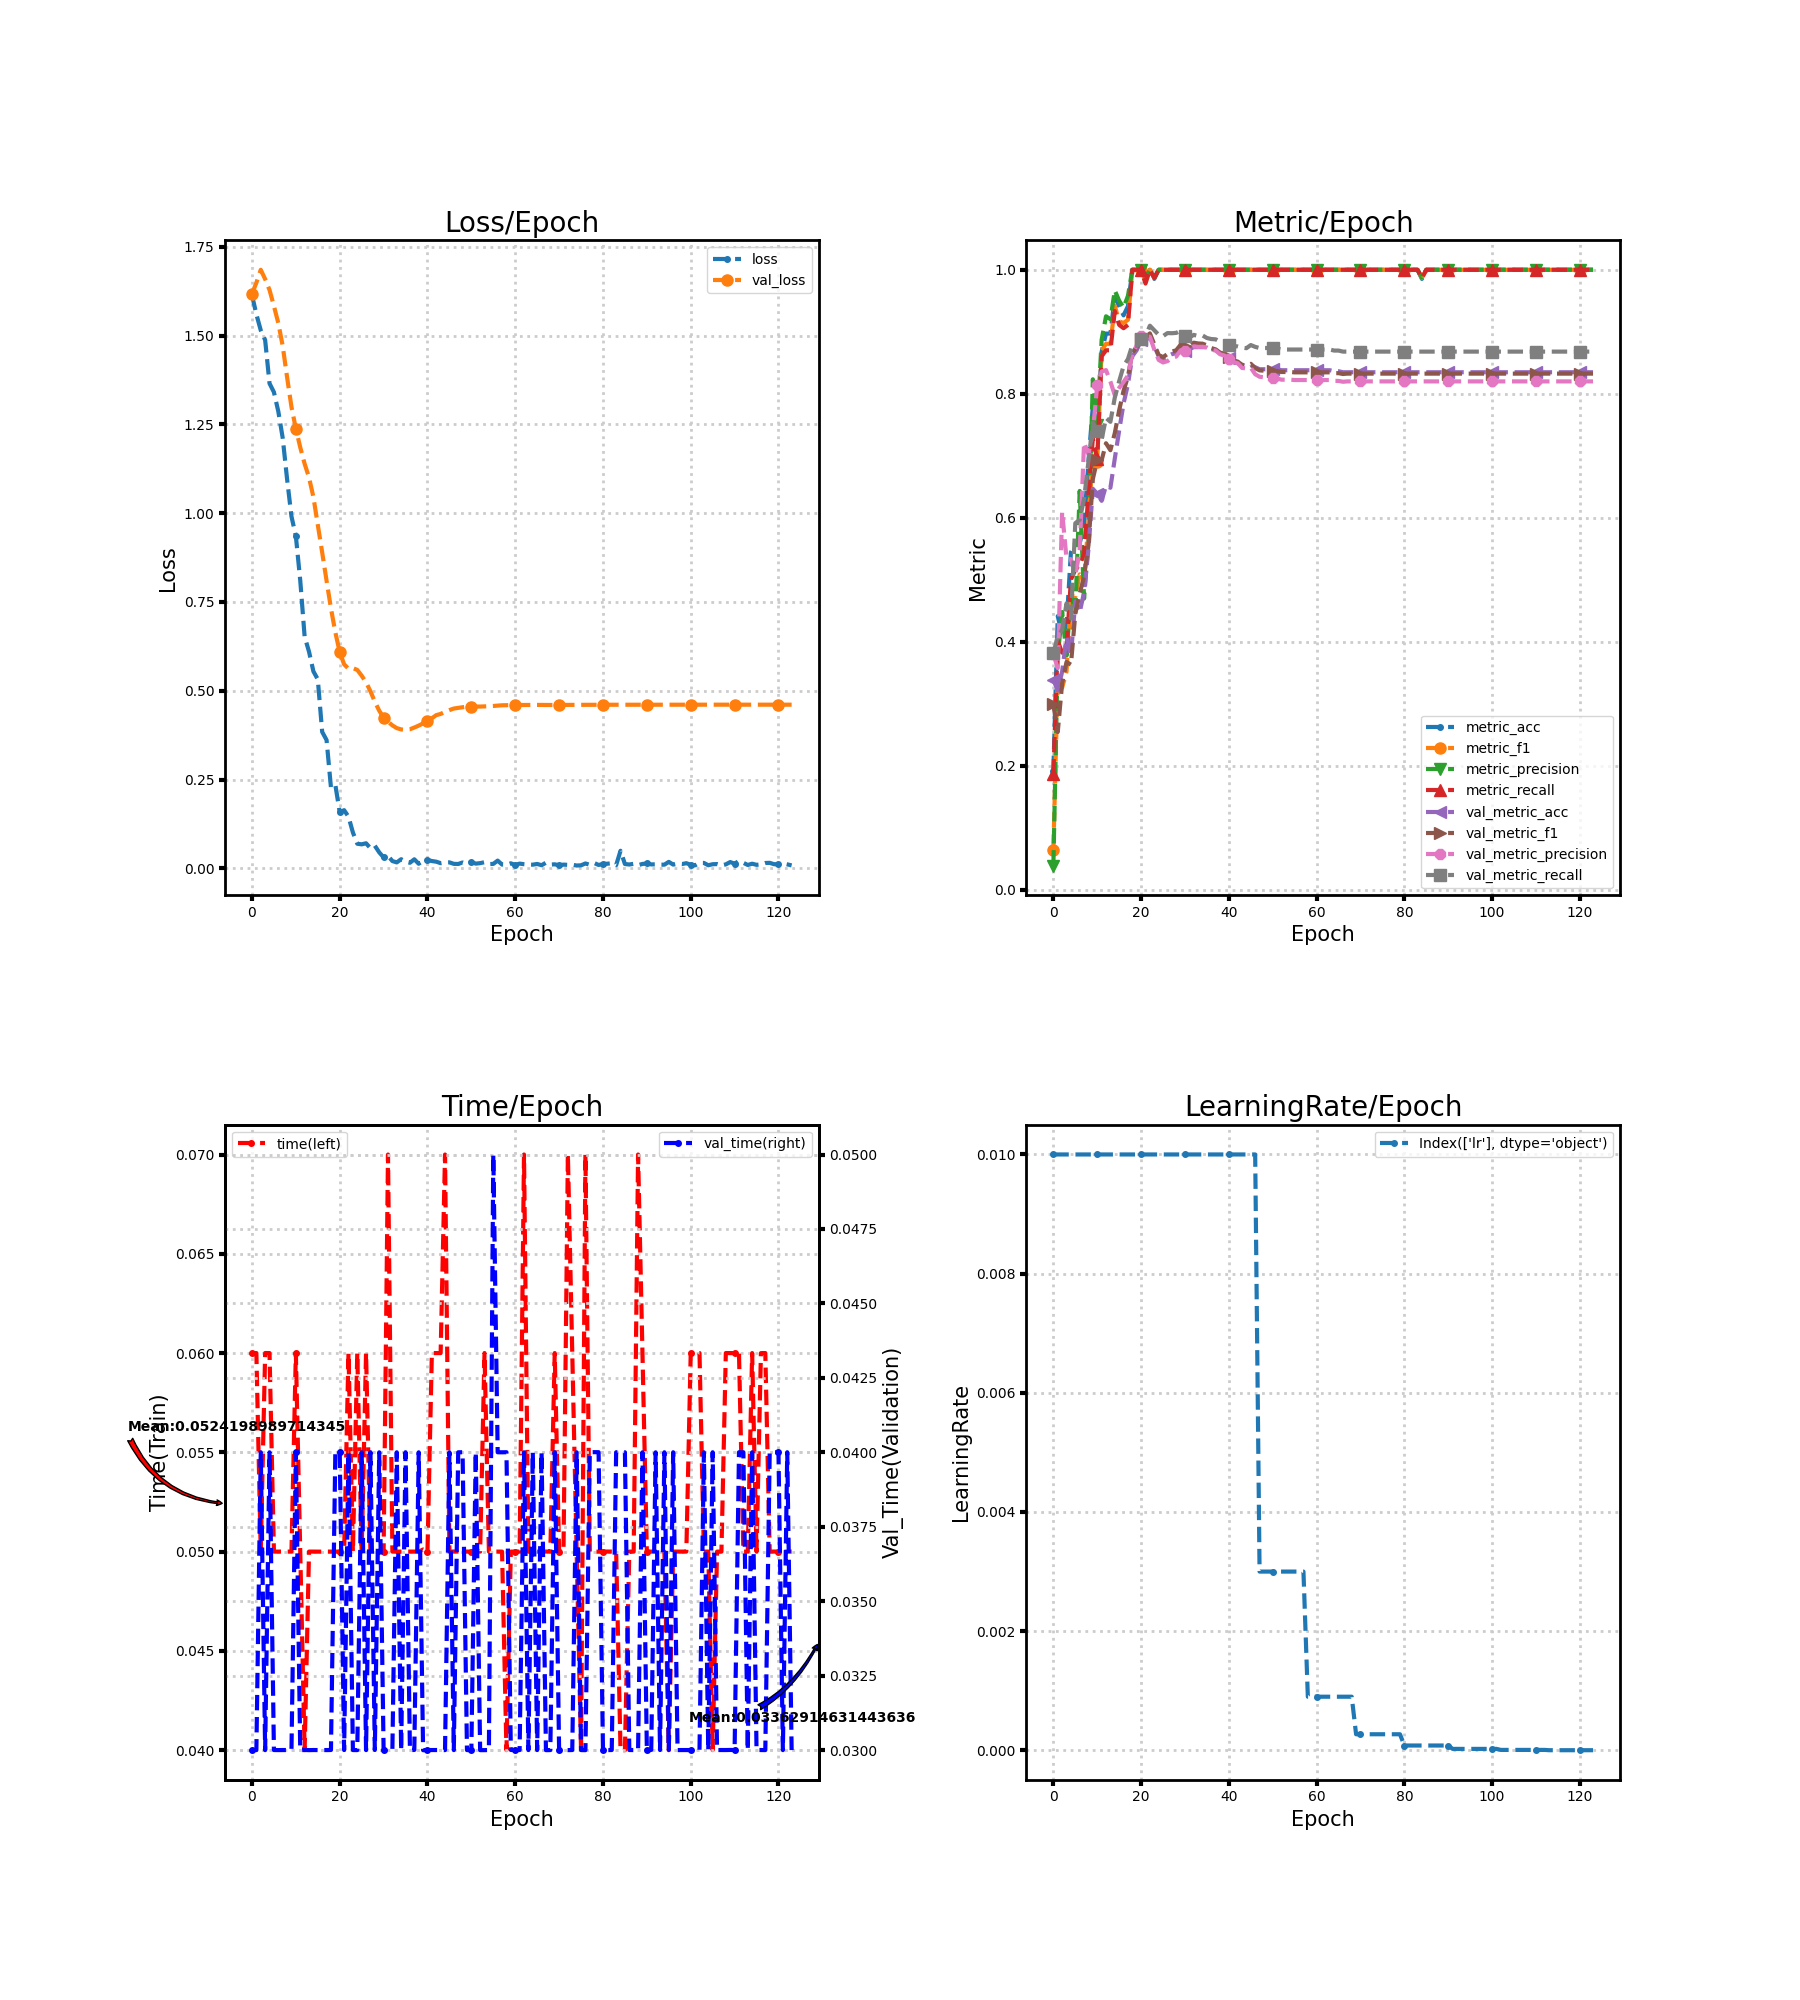 Loss/Epoch
1.75
1.50
1.25
1.00
0.75
0.50
0.25
0.00
Loss
loss
val_loss
0 20 40 60 80 100 120
Epoch
Metric/Epoch
1.0
0.8
0.6
0.4
0.2
0.0
Metric
metric_acc
metric_f1
metric_precision
metric_recall
val_metric_acc
val_metric_f1
val_metric_precision
val_metric_recall
0 20 40 60 80 100 120
Epoch
Time/Epoch
time(left)
val_time(right)
0.070
0.065
0.060
0.055
0.050
0.045
0.040
Time(Train)
Mean:0.0524198989714345
0.0500
0.0475
0.0450
0.0425
0.0400
0.0375
0.0350
0.0325
0.0300
Val_Time(Validation)
Mean:0.03362914631443636
0 20 40 60 80 100 120
Epoch
LearningRate/Epoch
Index(['lr'], dtype='object')
0.010
0.008
0.006
0.004
0.002
0.000
LearningRate
0 20 40 60 80 100 120
Epoch